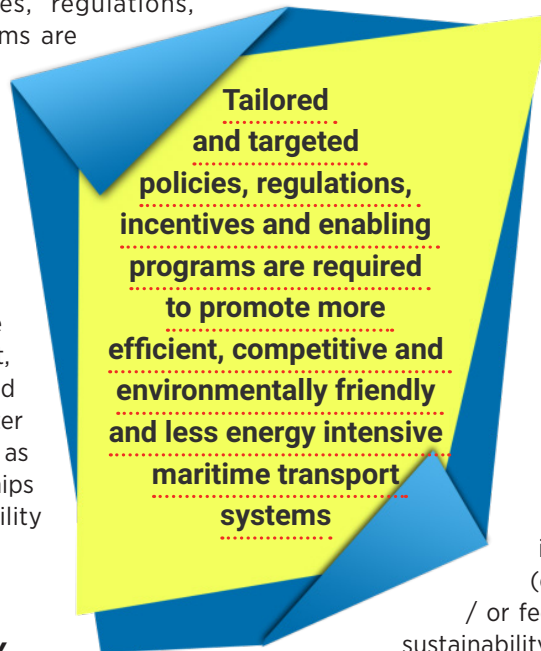 es, regulations,
ms are
Tailored
and targeted
policies, regulations,
incentives and enabling
programs are required
to promote more
efficient, competitive and
environmentally friendly
and less energy intensive
maritime transport
systems
t,
d
er
as
ips
ility
/ or fe
sustainability